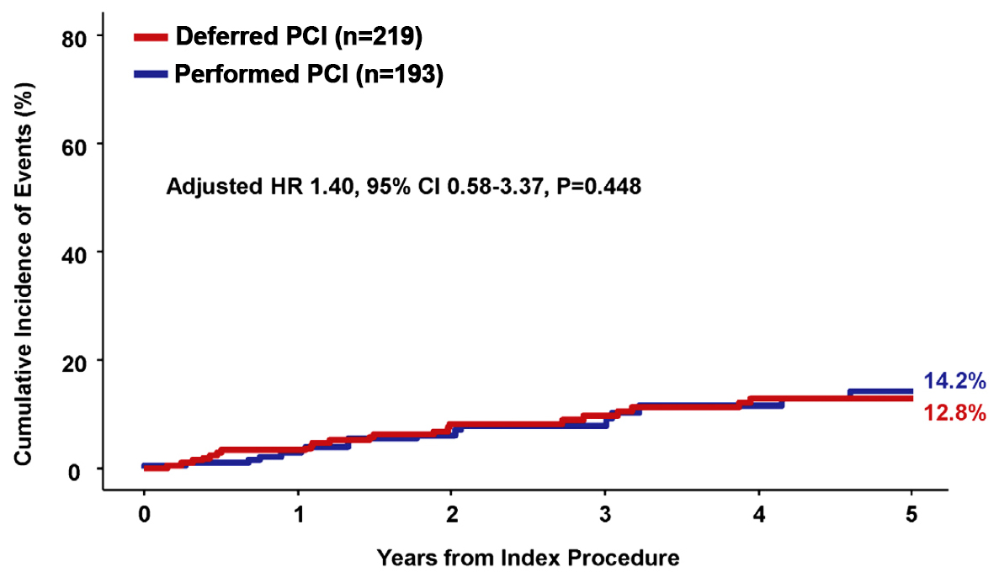 Deferred PCI (n=219)
Performed PCI (n=193)
Adjusted HR 1.40, 95% CI 0.58-3.37, P=0.448
Cumulative Incidence of Events (%)
80
60
40
20
0
14.2%
12.8%
0 1 2 3 4 5
Years from Index Procedure